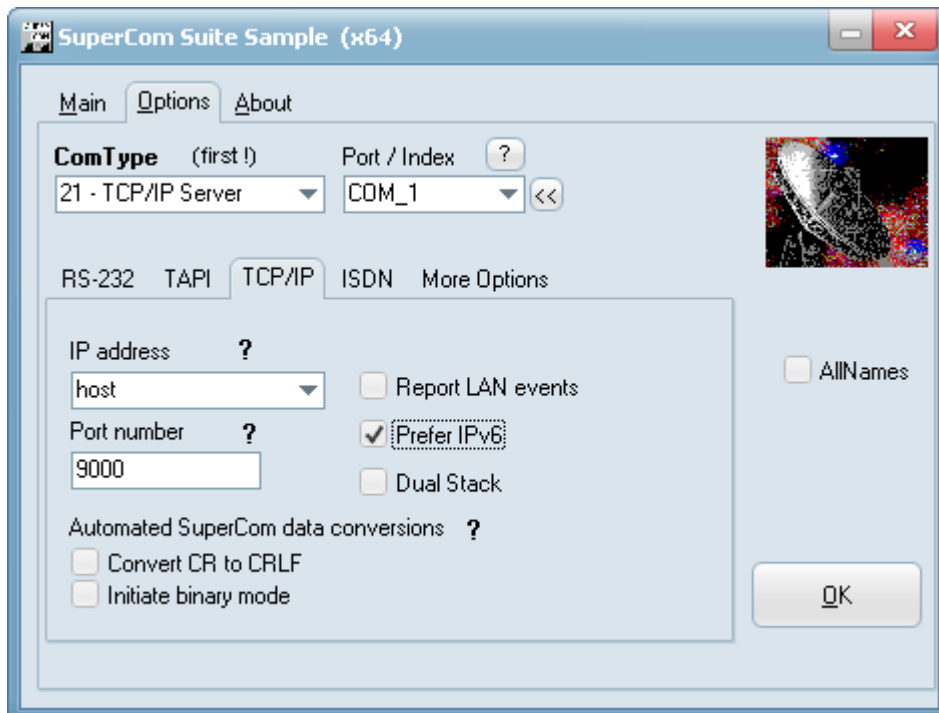 SuperCom Suite Sample (x64)
Main Options About
ComType (first !) Port / Index ?
21 - TCP/IP Server COM_1 <<
RS-232 TAPI TCP/IP ISDN More Options
IP address ?
host Report LAN events AllNames
Port number ? Prefer IPv6
9000 Dual Stack
Automated SuperCom data conversions ?
Convert CR to CRLF
Initiate binary mode OK